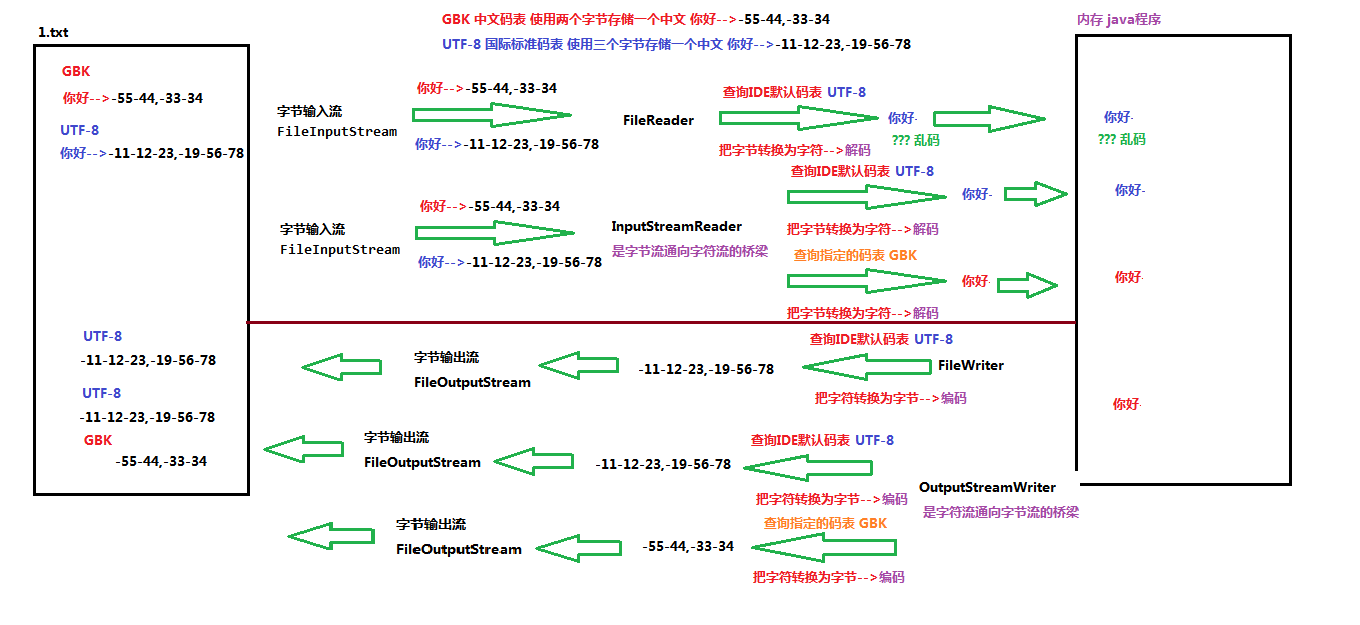 GBK 中文码表 使用两个字节存储一个中文 你好-->-55-44,-33-34
内存 java程序
1.txt
UTF-8 国际标准码表 使用三个字节存储一个中文 你好-->-11-12-23,-19-56-78
GBK
你好-->-55-44,-33-34
UTF-8
你好-->-11-12-23,-19-56-78
字节输入流
FileInputStream
你好-->-55-44,-33-34
你好-->-11-12-23,-19-56-78
FileReader
查询IDE默认码表 UTF-8
把字节转换为字符-->解码
你好·
??? 乱码
你好·
??? 乱码
字节输入流
FileInputStream
你好-->-55-44,-33-34
你好-->-11-12-23,-19-56-78
InputStreamReader
是字节流通向字符流的桥梁
查询IDE默认码表 UTF-8
把字节转换为字符-->解码
你好·
你好·
查询指定的码表 GBK
把字节转换为字符-->解码
你好·
你好·
UTF-8
-11-12-23,-19-56-78
字节输出流
FileOutputStream
-11-12-23,-19-56-78
查询IDE默认码表 UTF-8
把字符转换为字节-->编码
FileWriter
你好·
UTF-8
-11-12-23,-19-56-78
GBK
-55-44,-33-34
字节输出流
FileOutputStream
-11-12-23,-19-56-78
查询IDE默认码表 UTF-8
把字符转换为字节-->编码
OutputStreamWriter
是字符流通向字节流的桥梁
字节输出流
FileOutputStream
-55-44,-33-34
查询指定的码表 GBK
把字符转换为字节-->编码